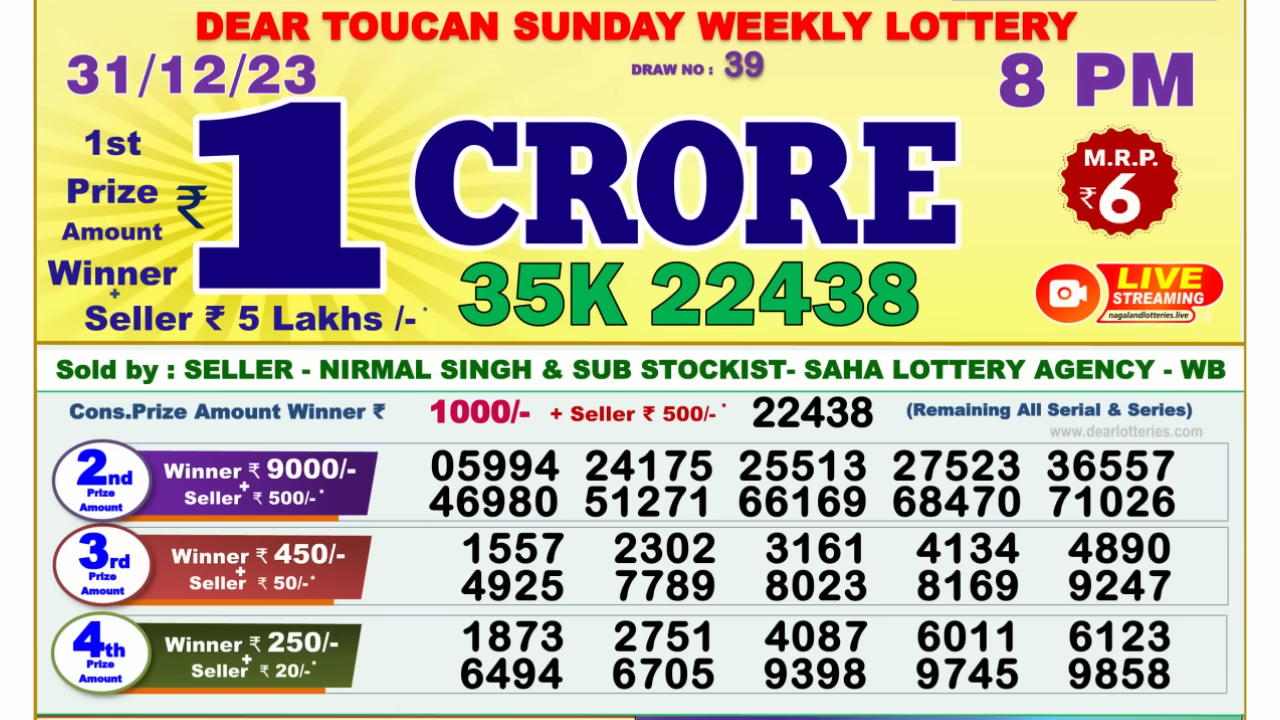 DEAR TOUCAN SUNDAY WEEKLY LOTTERY
31/12/23
DRAW NO : 39
8 PM
1st
Prize
Amount
Winner
+
Seller ₹ 5 Lakhs /-*
₹ 1 CRORE
35K 22438
M.R.P.
₹6
LIVE
STREAMING
nagalandlotteries.live
Sold by : SELLER - NIRMAL SINGH & SUB STOCKIST- SAHA LOTTERY AGENCY - WB
Cons.Prize Amount Winner ₹ 1000/- + Seller ₹ 500/-* 22438 (Remaining All Serial & Series)
www.dearlotteries.com
2nd
Prize
Amount
Winner ₹ 9000/-
+
Seller ₹ 500/-*
05994 24175 25513 27523 36557
46980 51271 66169 68470 71026
3rd
Prize
Amount
Winner ₹ 450/-
+
Seller ₹ 50/-*
1557 2302 3161 4134 4890
4925 7789 8023 8169 9247
4th
Prize
Amount
Winner ₹ 250/-
+
Seller ₹ 20/-*
1873 2751 4087 6011 6123
6494 6705 9398 9745 9858